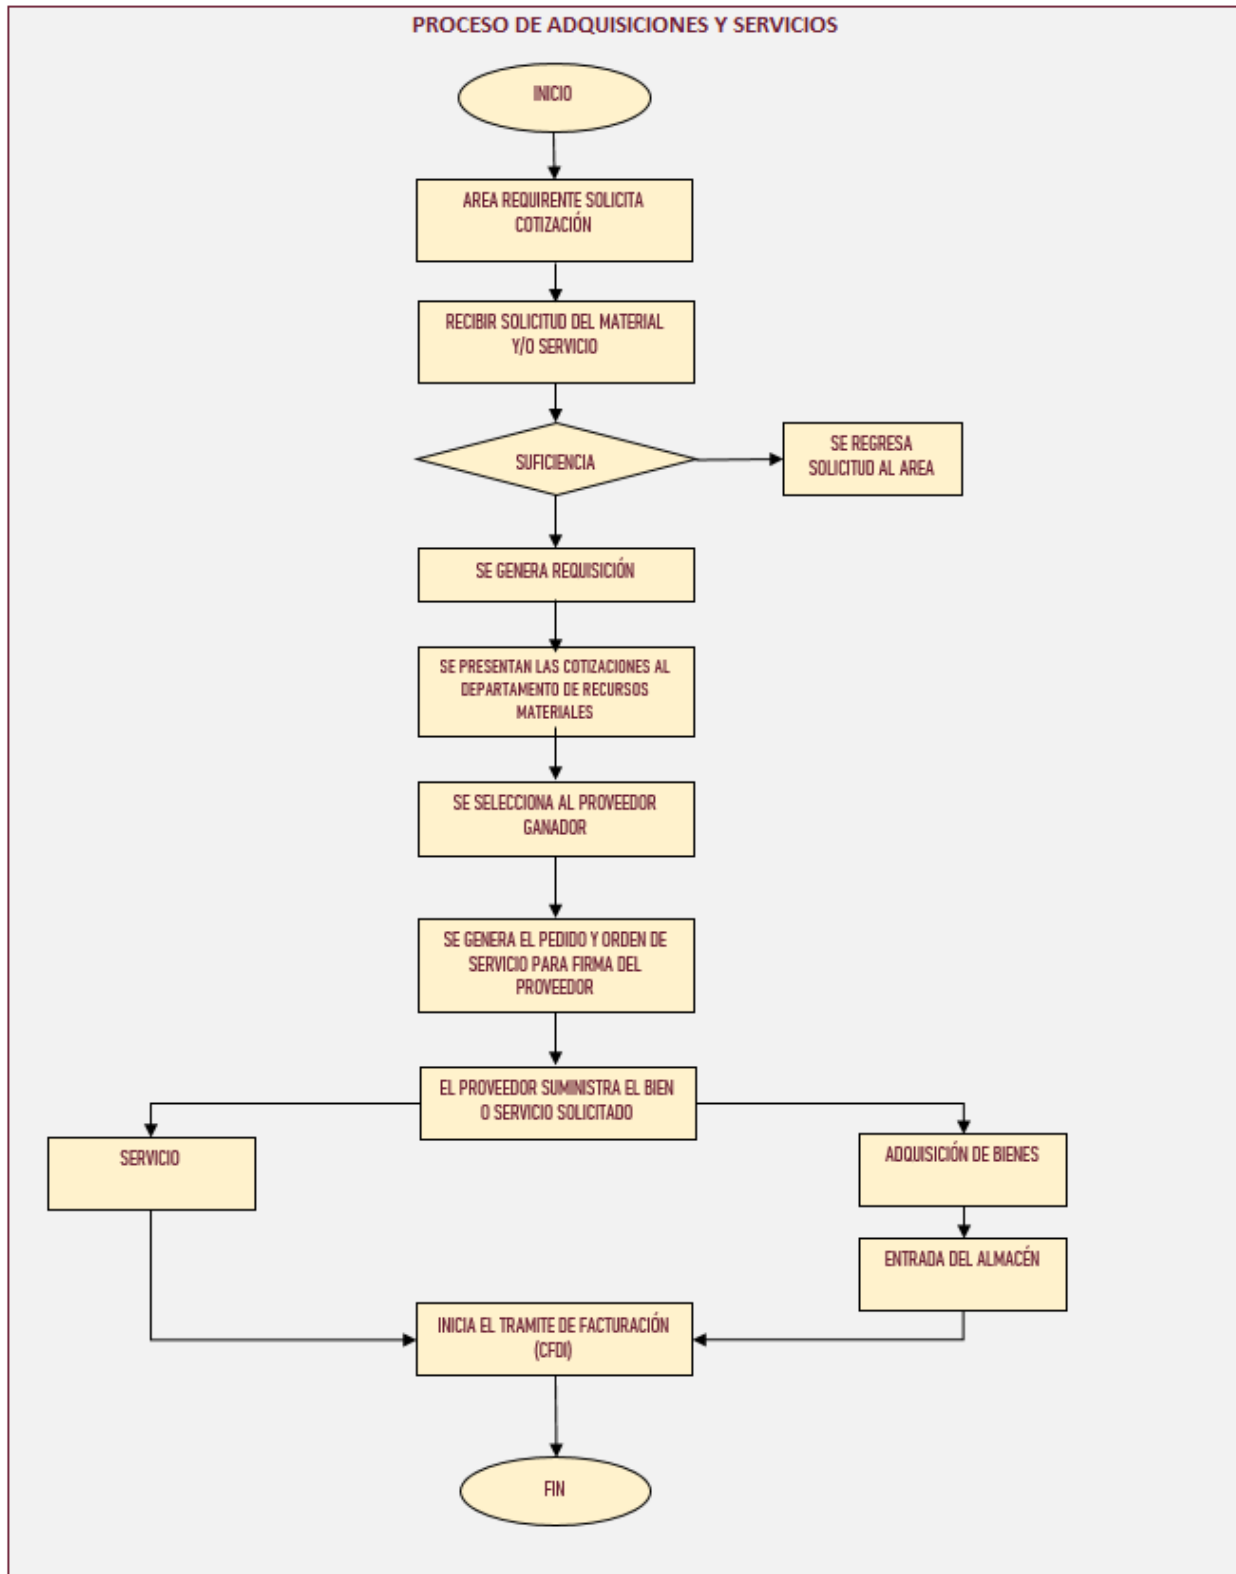 PROCESO DE ADQUISICIONES Y SERVICIOS
INICIO
AREA REQUIRENTE SOLICITA
COTIZACIÓN
RECIBIR SOLICITUD DEL MATERIAL
Y/O SERVICIO
SUFICIENCIA
SE REGRESA
SOLICITUD AL AREA
SE GENERA REQUISICIÓN
SE PRESENTAN LAS COTIZACIONES AL
DEPARTAMENTO DE RECURSOS
MATERIALES
SE SELECCIONA AL PROVEEDOR
GANADOR
SE GENERA EL PEDIDO Y ORDEN DE
SERVICIO PARA FIRMA DEL
PROVEEDOR
EL PROVEEDOR SUMINISTRA EL BIEN
O SERVICIO SOLICITADO
SERVICIO
ADQUISICIÓN DE BIENES
ENTRADA DEL ALMACÉN
INICIA EL TRAMITE DE FACTURACIÓN
(CFDI)
FIN